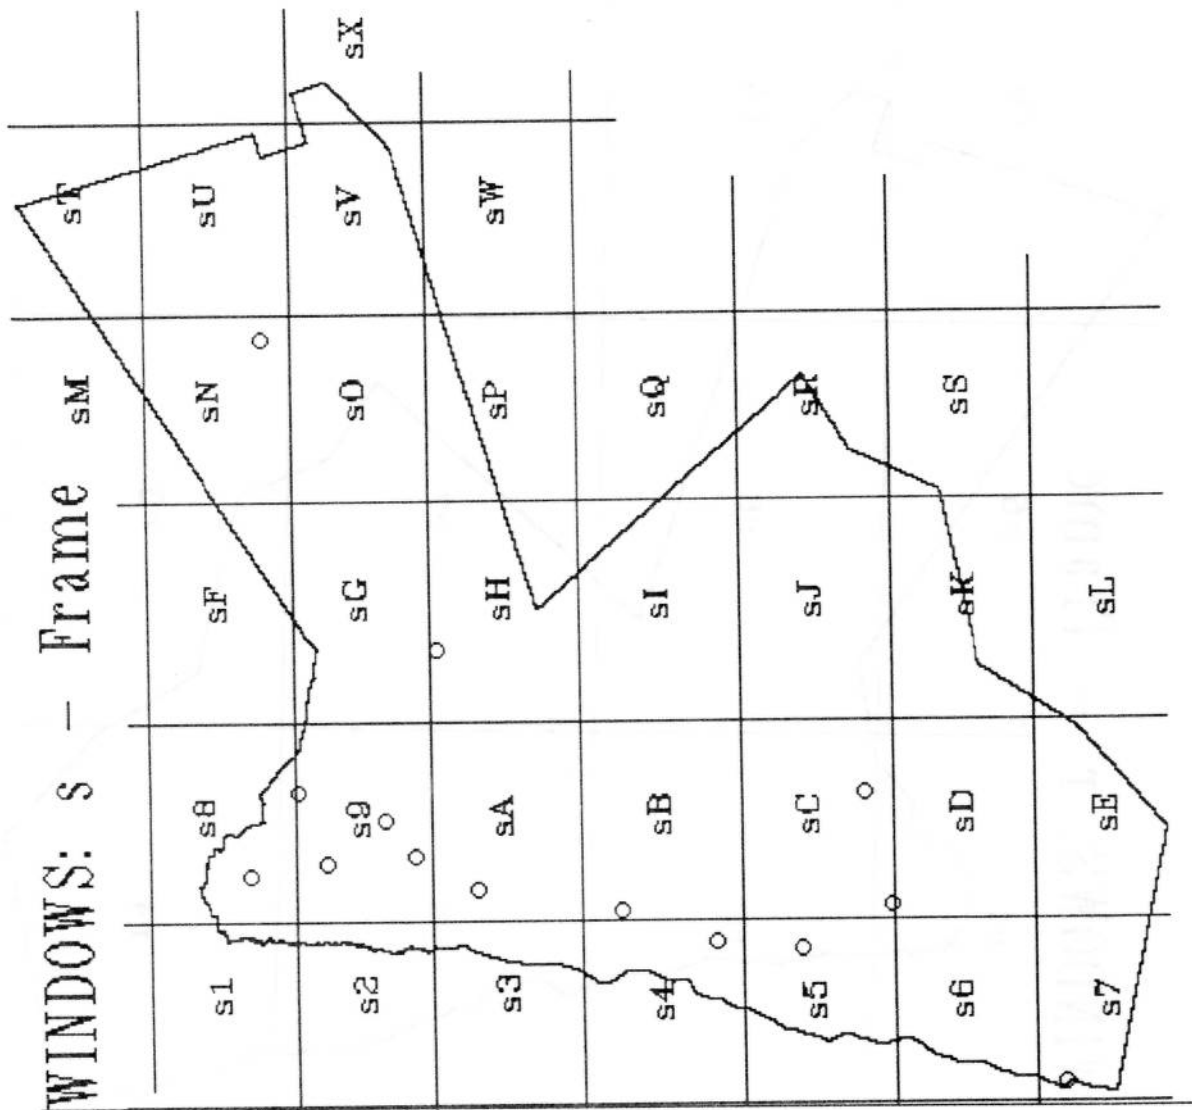 WINDOWS: s - Frame
sM sT
s1 s8 sF sN sU
s2 s9 sG sO sV sX
s3 sA sH sP sW
s4 sB sI sQ
s5 sC sJ sR
s6 sD sK sS
s7 sE sL